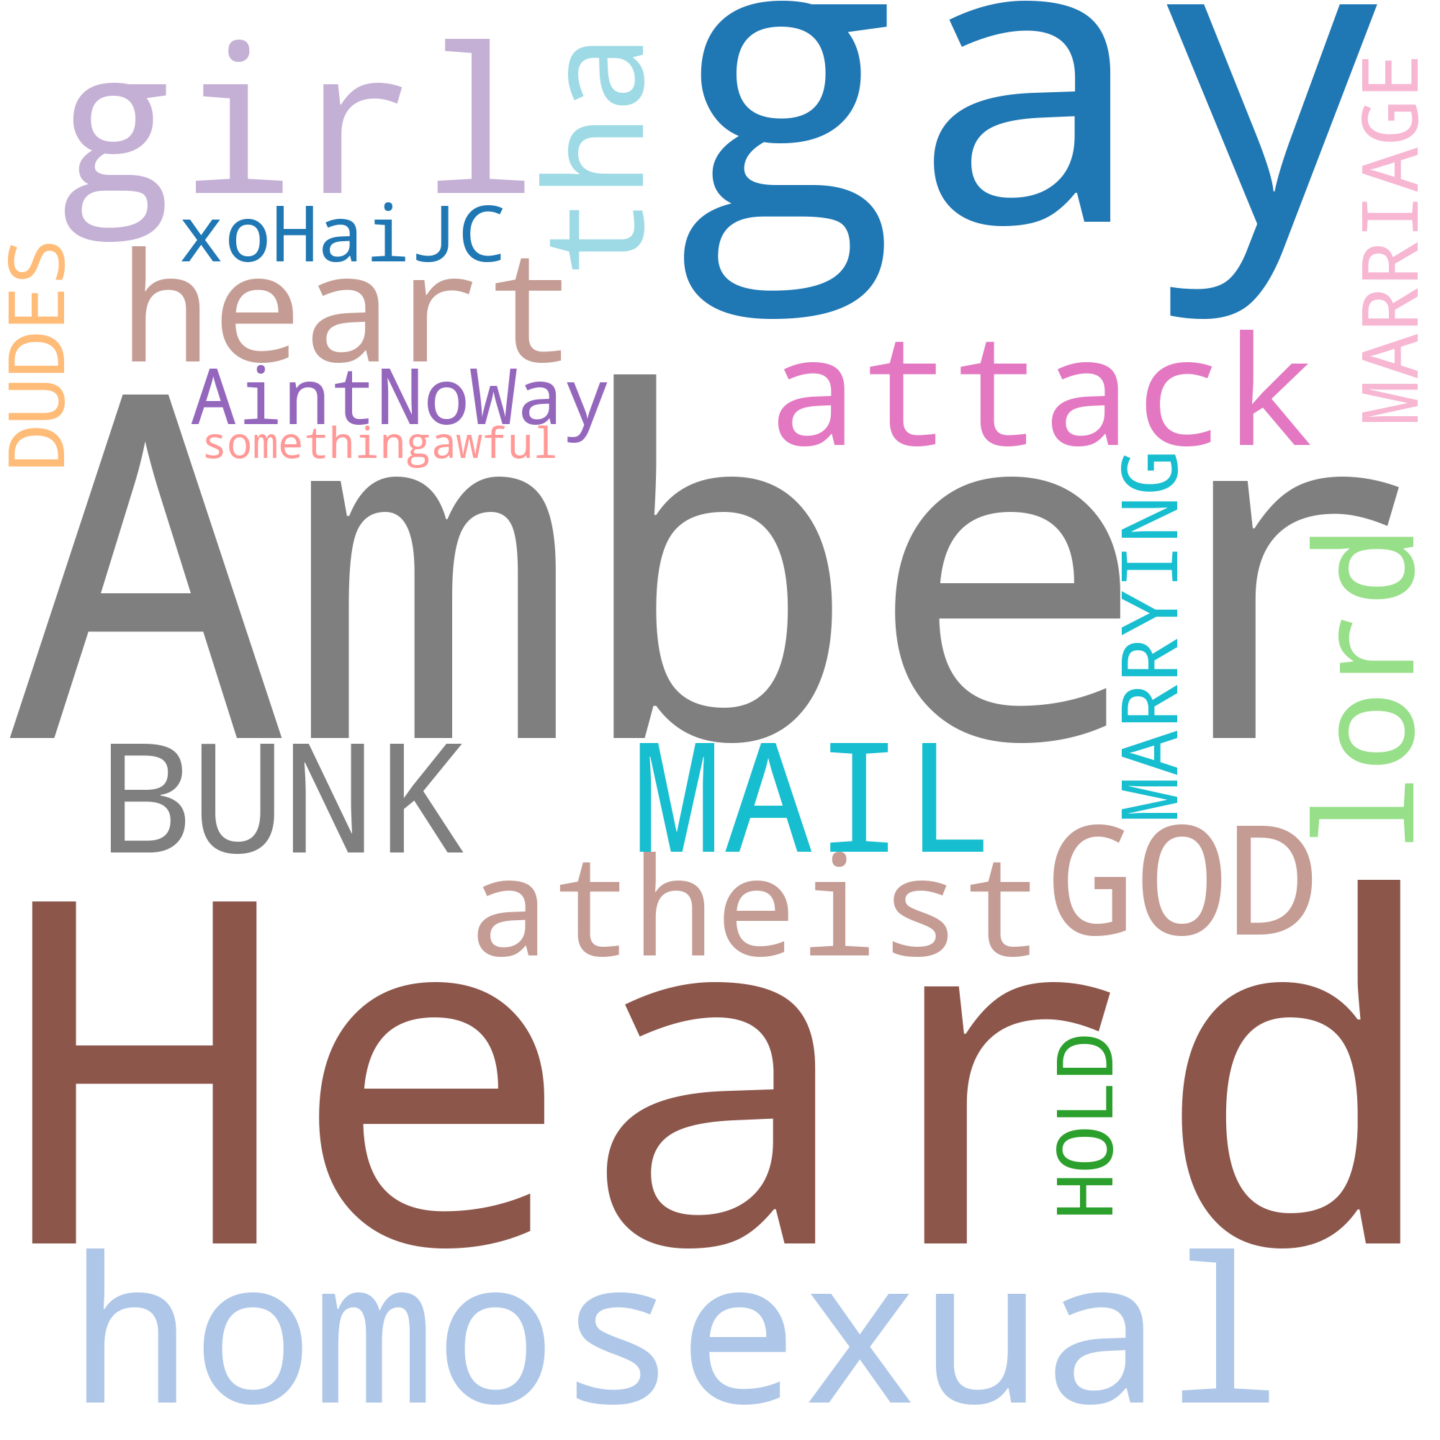 gay
girl
tha
MARRIAGE
xoHaiJC
DUDES
heart
attack
AintNoWay
somethingawful
Amber
MARRYING
lord
BUNK
MAIL
GOD
atheist
Heard
HOLD
homosexual